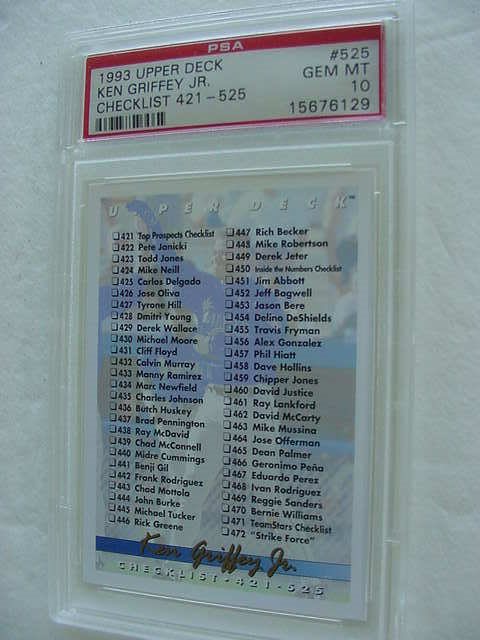 PSA
1993 UPPER DECK #525
KEN GRIFFEY JR. GEM MT
CHECKLIST 421-525 10
15676129
UPPER DECK
421 Top Prospects Checklist
422 Pete Janicki
423 Todd Jones
424 Mike Neill
425 Carlos Delgado
426 Jose Oliva
427 Tyrone Hill
428 Dmitri Young
429 Derek Wallace
430 Michael Moore
431 Cliff Floyd
432 Calvin Murray
433 Manny Ramirez
434 Marc Newfield
435 Charles Johnson
436 Butch Huskey
437 Brad Pennington
438 Ray McDavid
439 Chad McConnell
440 Midre Cummings
441 Benji Gil
442 Frank Rodriguez
443 Chad Mottola
444 John Burke
445 Michael Tucker
446 Rick Greene
447 Rich Becker
448 Mike Robertson
449 Derek Jeter
450 Inside the Numbers Checklist
451 Jim Abbott
452 Jeff Bagwell
453 Jason Bere
454 Delino DeShields
455 Travis Fryman
456 Alex Gonzalez
457 Phil Hiatt
458 Dave Hollins
459 Chipper Jones
460 David Justice
461 Ray Lankford
462 David McCarty
463 Mike Mussina
464 Jose Offerman
465 Dean Palmer
466 Geronimo Peña
467 Eduardo Perez
468 Ivan Rodriguez
469 Reggie Sanders
470 Bernie Williams
471 TeamStars Checklist
472 "Strike Force"
Ken Griffey Jr.
CHECKLIST • 421 - 525